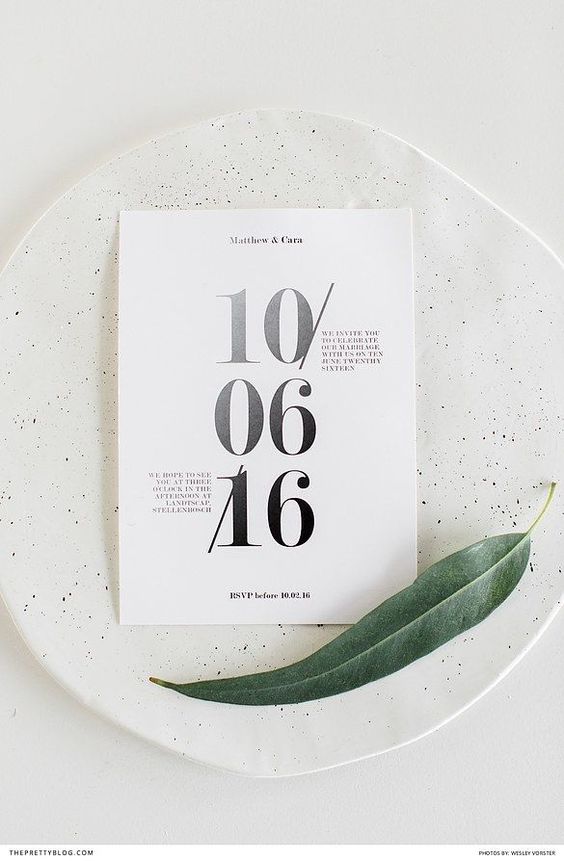 Matthew & Cara
10/
WE INVITE YOU
TO CELEBRATE
OUR MARRIAGE
WITH US ON TEN
JUNE TWENTHY
SIXTEEN
06
WE HOPE TO SEE
YOU AT THREE
O'CLOCK IN THE
AFTERNOON AT
LANDTSCAP,
STELLENBOSCH
/16
RSVP before 10.02.16
THEPRETTYBLOG.COM
PHOTOS BY: WESLEY VORSTER